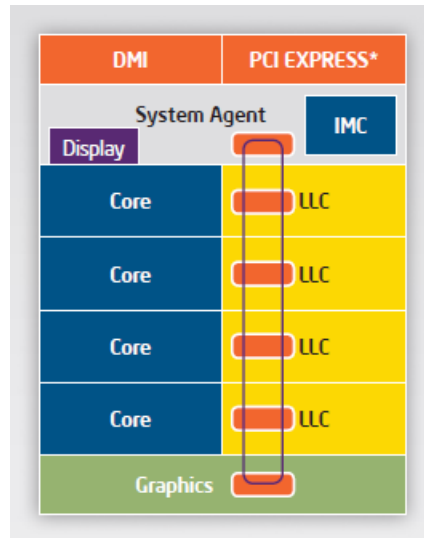 DMI PCI EXPRESS*
System Agent IMC
Display
Core LLC
Core LLC
Core LLC
Core LLC
Graphics